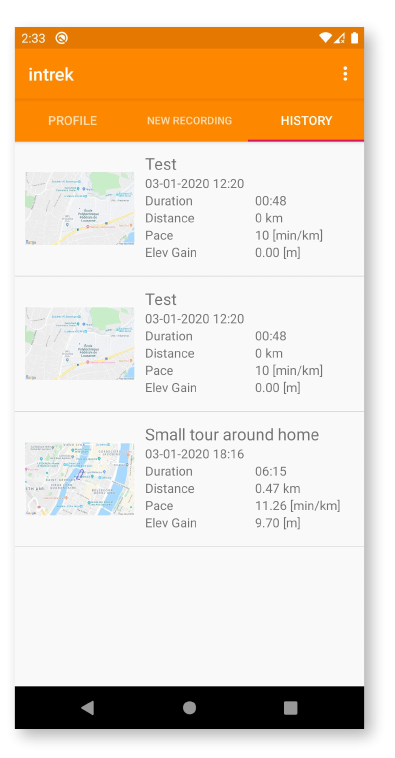 2:33
intrek
PROFILE NEW RECORDING HISTORY
Test
03-01-2020 12:20
Duration 00:48
Distance 0 km
Pace 10 [min/km]
Elev Gain 0.00 [m]
Test
03-01-2020 12:20
Duration 00:48
Distance 0 km
Pace 10 [min/km]
Elev Gain 0.00 [m]
Small tour around home
03-01-2020 18:16
Duration 06:15
Distance 0.47 km
Pace 11.26 [min/km]
Elev Gain 9.70 [m]